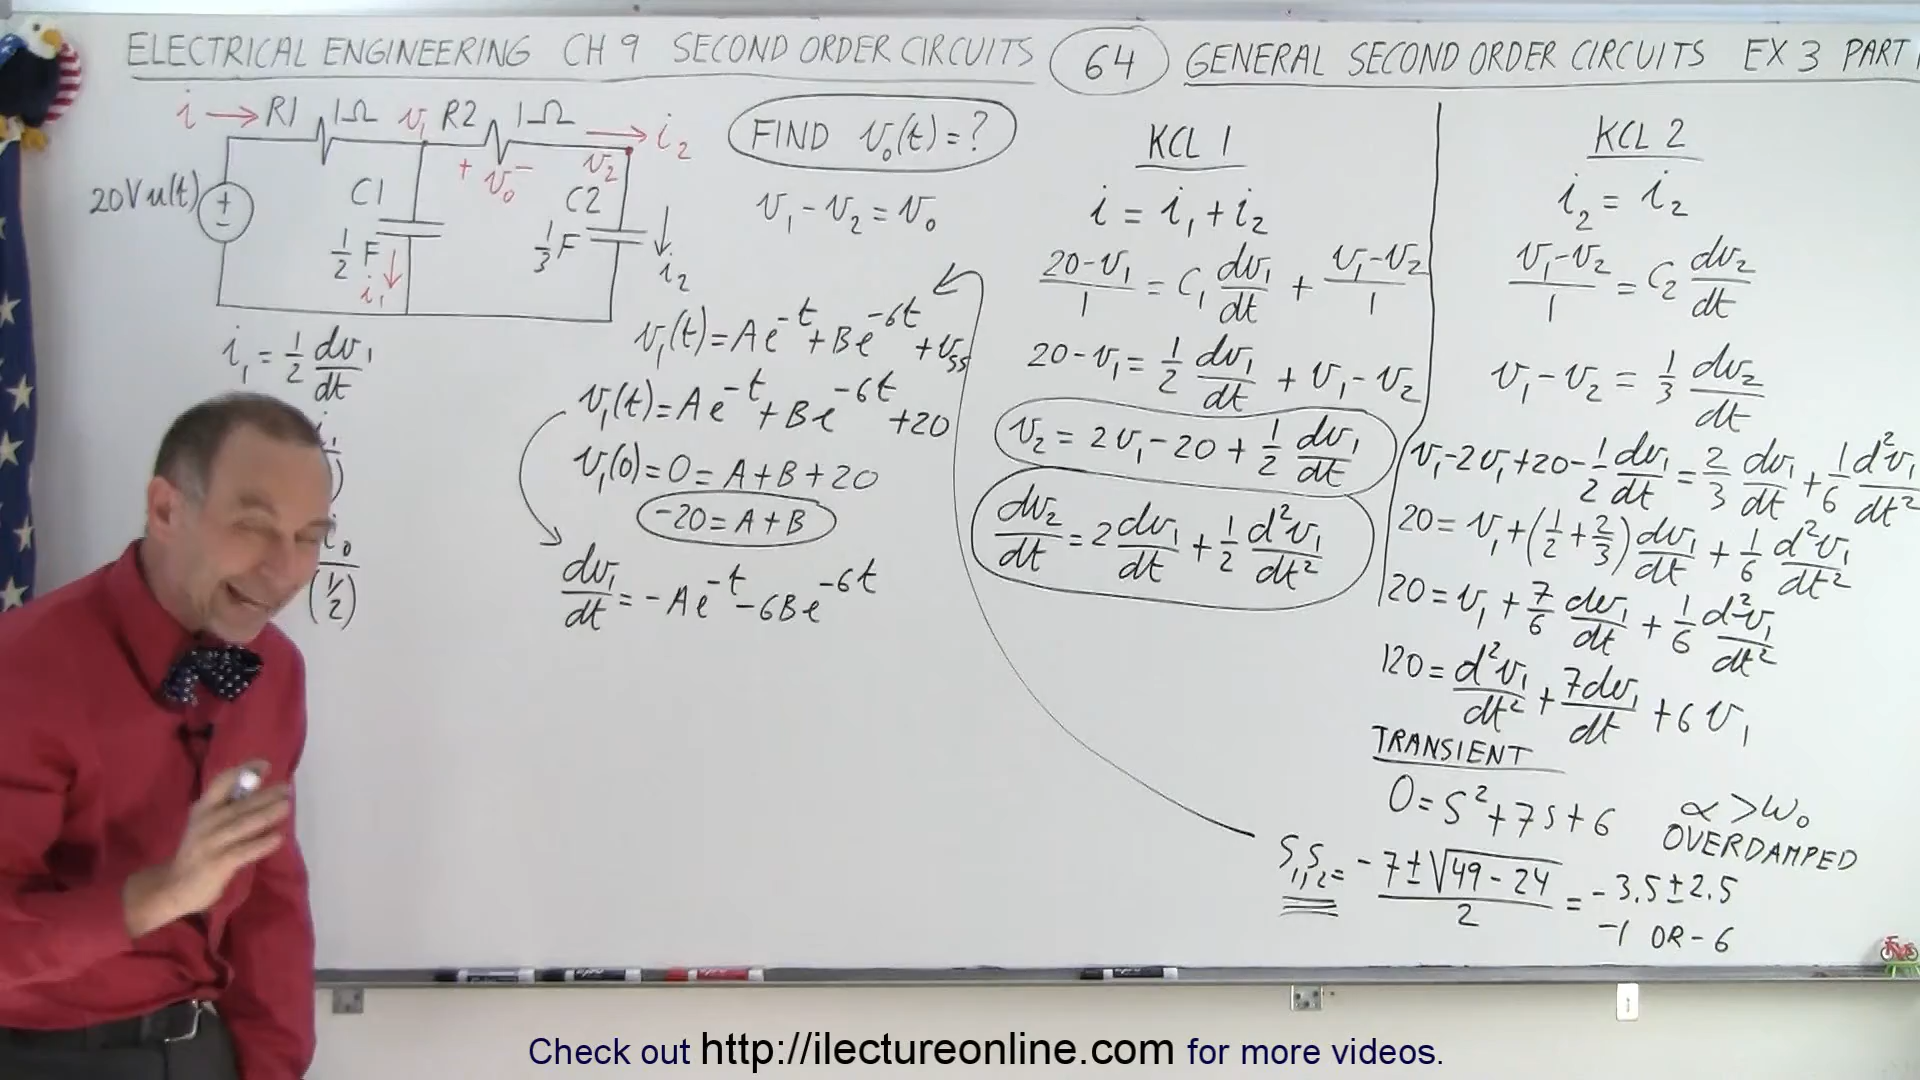 ELECTRICAL ENGINEERING CH 9 SECOND ORDER CIRCUITS 64 GENERAL SECOND ORDER CIRCUITS EX 3 PART
i → R1 1Ω v₁ R2 1Ω → i₂
+ v₀ − v₂
20V u(t) + −
C1 C2
1/2 F 1/3 F
i₁ i₂
i₁ = 1/2 dv₁/dt
i₀/(1/2)
FIND v₀(t) = ?
v₁ - v₂ = v₀
v₁(t) = Ae^-t + Be^-6t + v_ss
v₁(t) = Ae^-t + Be^-6t + 20
v₁(0) = 0 = A + B + 20
-20 = A + B
dv₁/dt = -Ae^-t - 6Be^-6t
KCL 1
i = i₁ + i₂
(20-v₁)/1 = C₁ dv₁/dt + (v₁-v₂)/1
20 - v₁ = 1/2 dv₁/dt + v₁ - v₂
v₂ = 2v₁ - 20 + 1/2 dv₁/dt
dv₂/dt = 2 dv₁/dt + 1/2 d²v₁/dt²
KCL 2
i₂ = i₂
(v₁-v₂)/1 = C₂ dv₂/dt
v₁ - v₂ = 1/3 dv₂/dt
v₁ - 2v₁ + 20 - 1/2 dv₁/dt = 2/3 dv₁/dt + 1/6 d²v₁/dt²
20 = v₁ + (1/2 + 2/3) dv₁/dt + 1/6 d²v₁/dt²
20 = v₁ + 7/6 dv₁/dt + 1/6 d²v₁/dt²
120 = d²v₁/dt² + 7dv₁/dt + 6v₁
TRANSIENT
0 = s² + 7s + 6 α > ω₀
OVERDAMPED
s₁,s₂ = (-7 ± √(49 - 24))/2 = -3.5 ± 2.5
-1 OR -6
Check out http://ilectureonline.com for more videos.